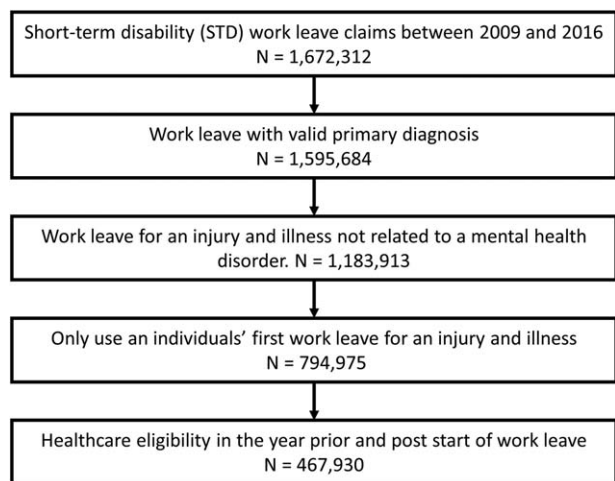 Short-term disability (STD) work leave claims between 2009 and 2016
N = 1,672,312
Work leave with valid primary diagnosis
N = 1,595,684
Work leave for an injury and illness not related to a mental health
disorder. N = 1,183,913
Only use an individuals’ first work leave for an injury and illness
N = 794,975
Healthcare eligibility in the year prior and post start of work leave
N = 467,930